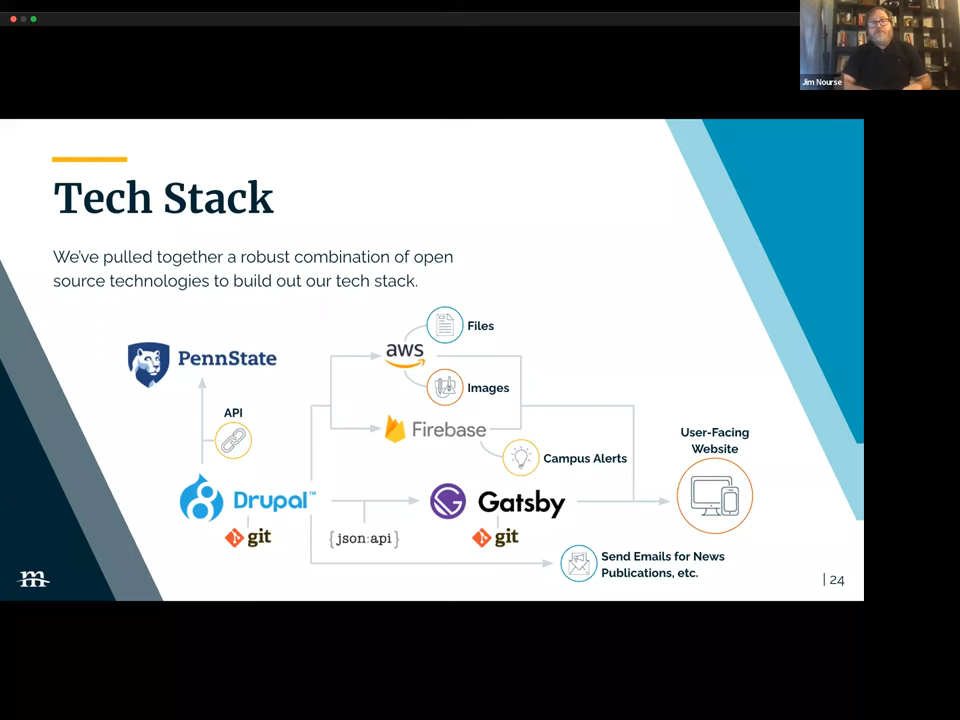 Jim Nourse
Tech Stack
We've pulled together a robust combination of open
source technologies to build out our tech stack.
Files
PennState
aws
Images
API
Firebase
Campus Alerts
User-Facing
Website
Drupal™
Gatsby
git
{json:api}
git
Send Emails for News
Publications, etc.
m
| 24